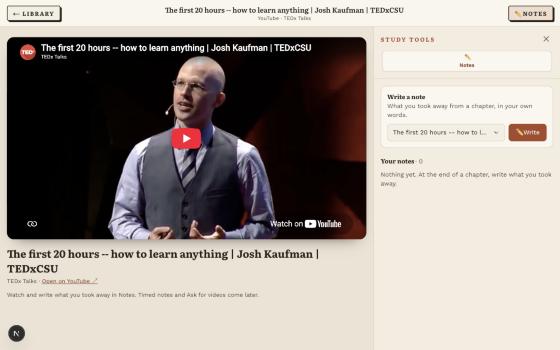 ← LIBRARY
The first 20 hours -- how to learn anything | Josh Kaufman | TEDxCSU
YouTube · TEDx Talks
✏️ NOTES
TED
The first 20 hours -- how to learn anything | Josh Kaufman | TEDxCSU
TEDx Talks
Watch on YouTube
The first 20 hours -- how to learn anything | Josh Kaufman |
TEDxCSU
TEDx Talks · Open on YouTube ↗
Watch and write what you took away in Notes. Timed notes and Ask for videos come later.
N
STUDY TOOLS
✕
✏️
Notes
Write a note
What you took away from a chapter, in your own
words.
The first 20 hours -- how to l...
✏️Write
Your notes · 0
Nothing yet. At the end of a chapter, write what you took
away.